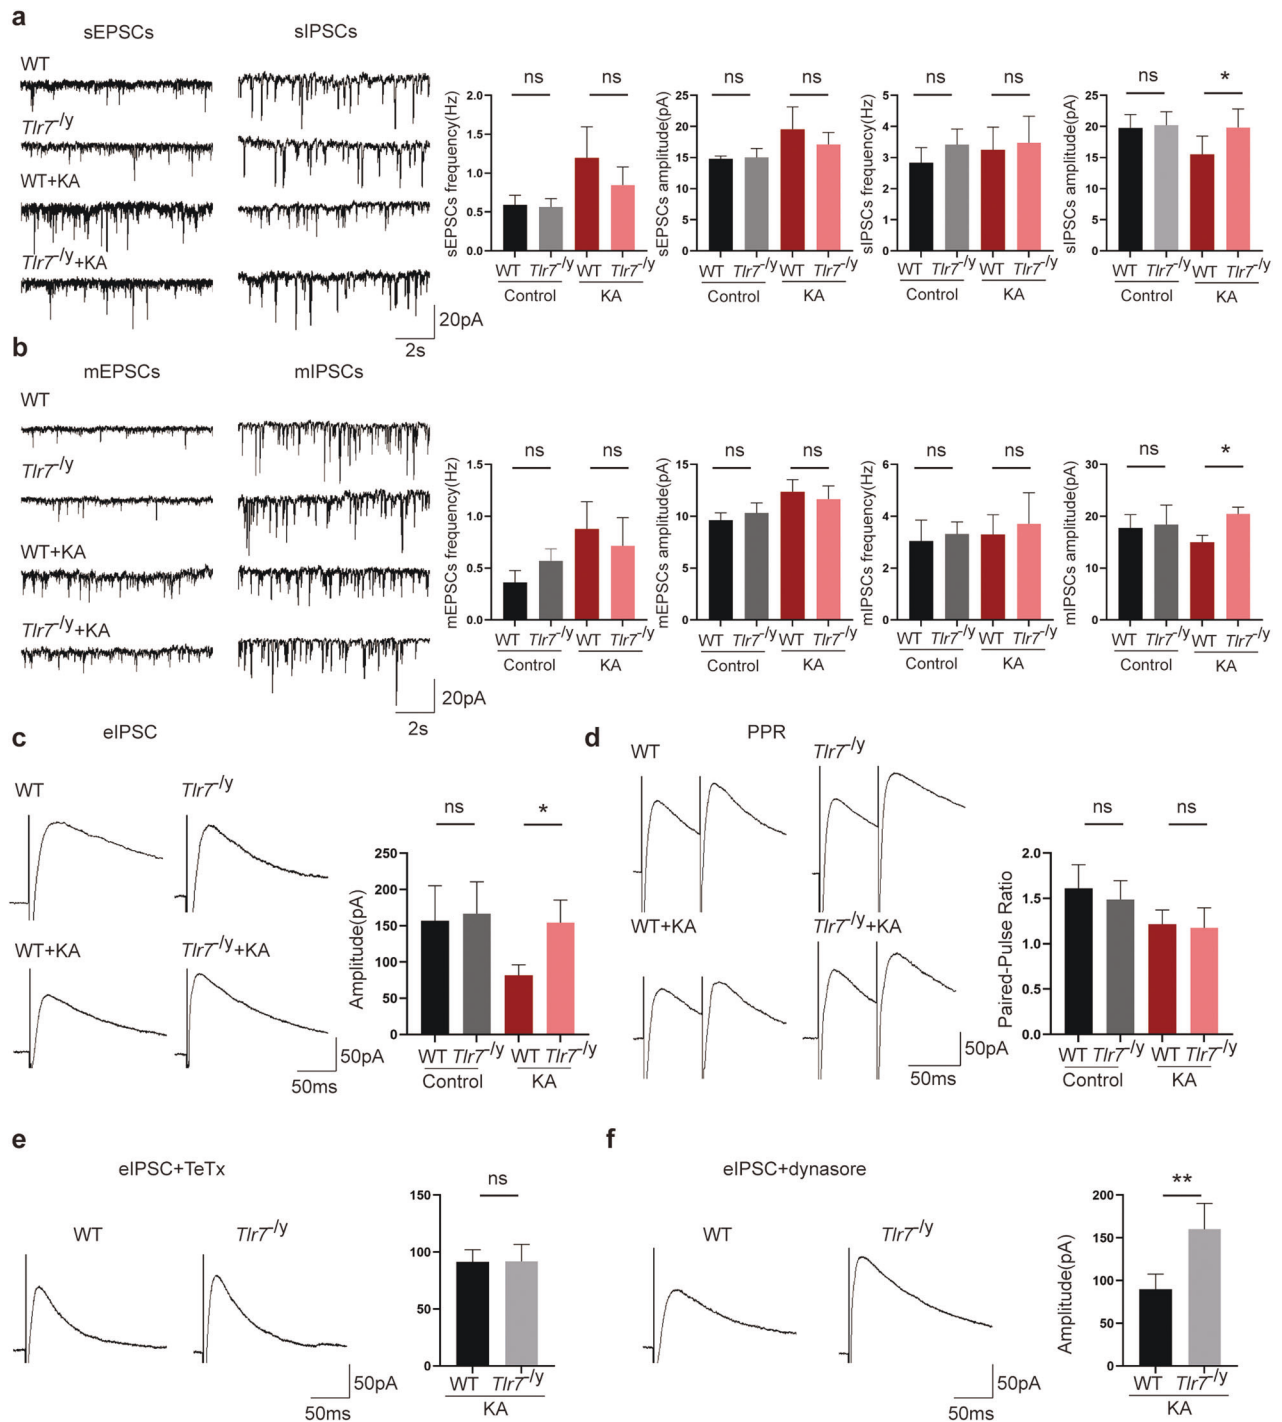 a
sEPSCs
sIPSCs
WT
Tlr7-/y
WT+KA
Tlr7-/y+KA
20pA
2s
ns
ns
sEPSCs frequency(Hz)
2.0
1.5
1.0
0.5
0.0
WT Tlr7-/y WT Tlr7-/y
Control KA
ns
ns
sEPSCs amplitude(pA)
25
20
15
10
5
0
WT Tlr7-/y WT Tlr7-/y
Control KA
ns
ns
sIPSCs frequency(Hz)
5
4
3
2
1
0
WT Tlr7-/y WT Tlr7-/y
Control KA
ns
*
sIPSCs amplitude(pA)
25
20
15
10
5
0
WT Tlr7-/y WT Tlr7-/y
Control KA
b
mEPSCs
mIPSCs
WT
Tlr7-/y
WT+KA
Tlr7-/y+KA
20pA
2s
ns
ns
mEPSCs frequency(Hz)
1.5
1.0
0.5
0.0
WT Tlr7-/y WT Tlr7-/y
Control KA
ns
ns
mEPSCs amplitude(pA)
15
10
5
0
WT Tlr7-/y WT Tlr7-/y
Control KA
ns
ns
mIPSCs frequency(Hz)
6
4
2
0
WT Tlr7-/y WT Tlr7-/y
Control KA
ns
*
mIPSCs amplitude(pA)
30
20
10
0
WT Tlr7-/y WT Tlr7-/y
Control KA
c
eIPSC
WT
Tlr7-/y
WT+KA
Tlr7-/y+KA
50pA
50ms
ns
*
Amplitude(pA)
250
200
150
100
50
0
WT Tlr7-/y WT Tlr7-/y
Control KA
d
PPR
WT
Tlr7-/y
WT+KA
Tlr7-/y+KA
50pA
50ms
ns
ns
Paired-Pulse Ratio
2.0
1.5
1.0
0.5
0.0
WT Tlr7-/y WT Tlr7-/y
Control KA
e
eIPSC+TeTx
WT
Tlr7-/y
50pA
50ms
ns
150
100
50
0
WT Tlr7-/y
KA
f
eIPSC+dynasore
WT
Tlr7-/y
50pA
50ms
**
Amplitude(pA)
200
150
100
50
0
WT Tlr7-/y
KA